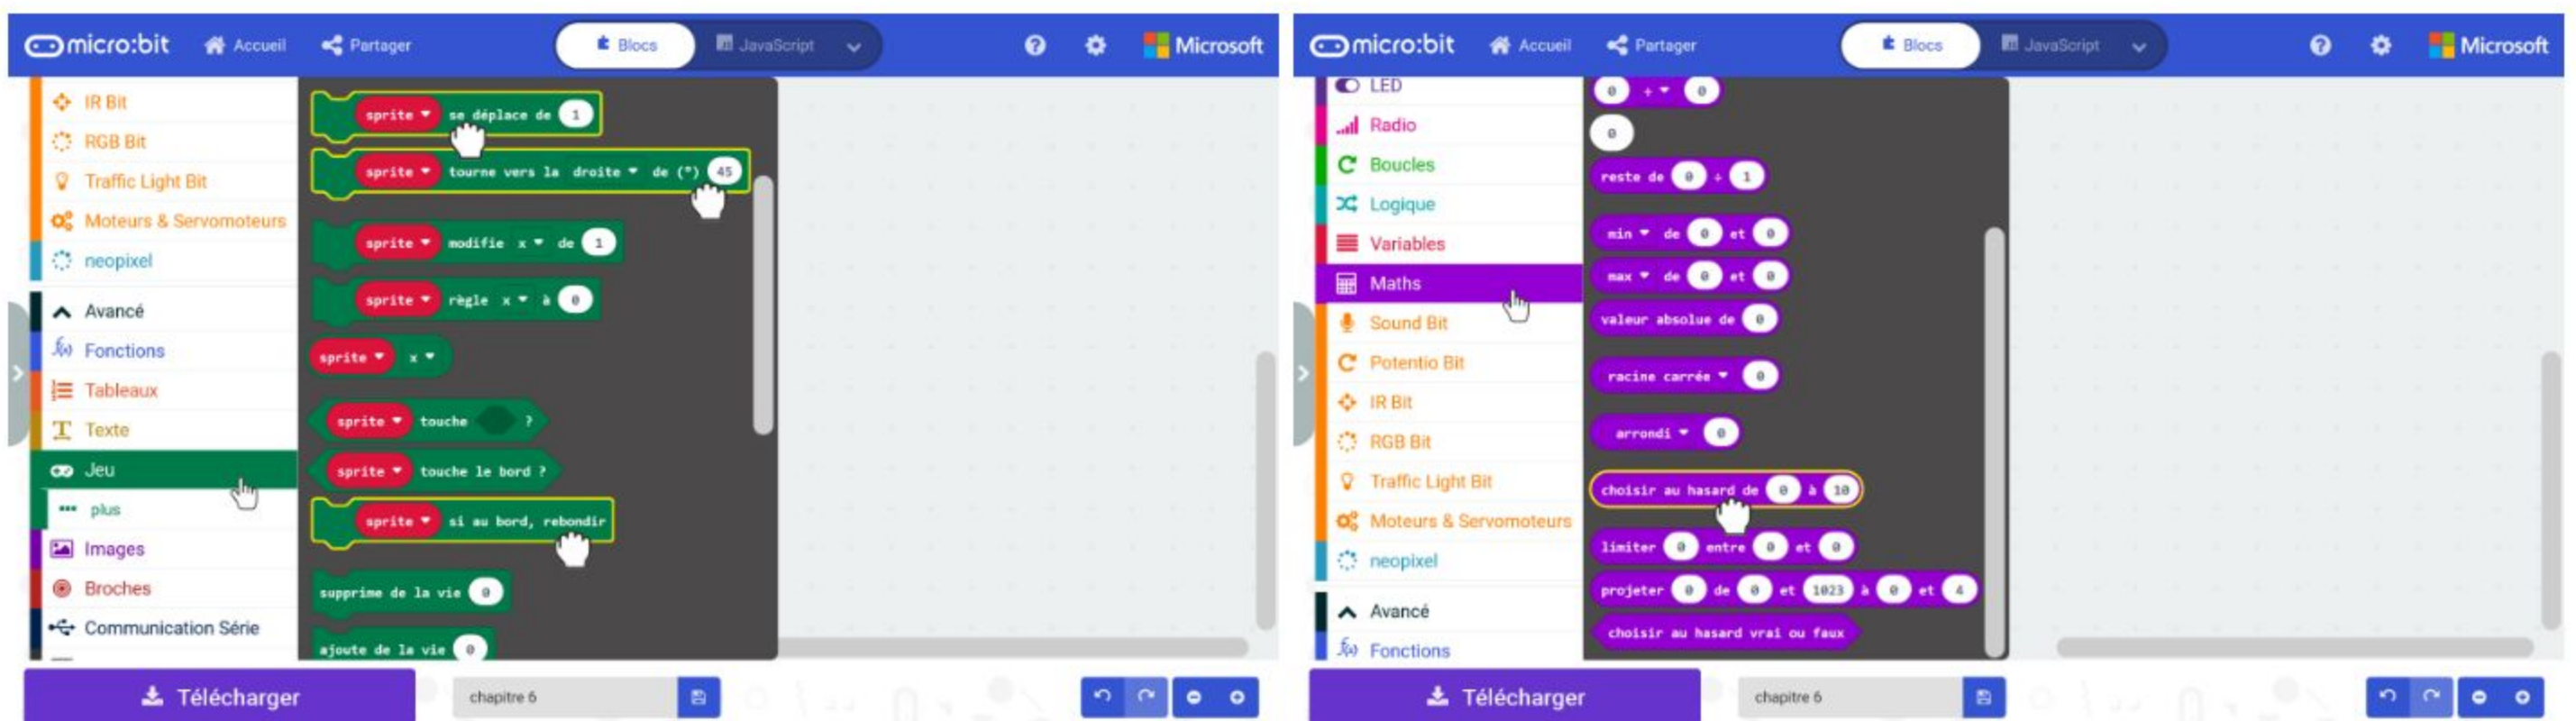 micro:bit Accueil Partager Blocs JavaScript Microsoft
IR Bit
RGB Bit
Traffic Light Bit
Moteurs & Servomoteurs
neopixel
Avancé
Fonctions
Tableaux
Texte
Jeu
plus
Images
Broches
Communication Série
sprite se déplace de 1
sprite tourne vers la droite de (°) 45
sprite modifie x de 1
sprite règle x à 0
sprite x
sprite touche ?
sprite touche le bord ?
sprite si au bord, rebondir
supprime de la vie 0
ajoute de la vie 0
Télécharger chapitre 6
micro:bit Accueil Partager Blocs JavaScript Microsoft
LED
Radio
Boucles
Logique
Variables
Maths
Sound Bit
Potentio Bit
IR Bit
RGB Bit
Traffic Light Bit
Moteurs & Servomoteurs
neopixel
Avancé
Fonctions
0 ÷ 0
0
reste de 0 ÷ 1
min de 0 et 0
max de 0 et 0
valeur absolue de 0
racine carrée 0
arrondi 0
choisir au hasard de 0 à 10
limiter 0 entre 0 et 0
projeter 0 de 0 et 1023 à 0 et 4
choisir au hasard vrai ou faux
Télécharger chapitre 6